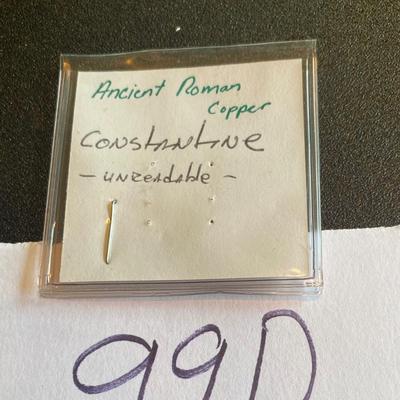 Ancient Roman
Copper
Constantine
- unreadable -
99D